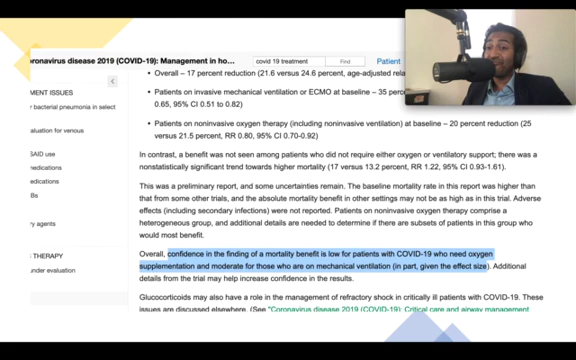 oronavirus disease 2019 (COVID-19): Management in ho...
covid 19 treatment
Find
Patient
MENT ISSUES
r bacterial pneumonia in select
aluation for venous
SAID use
nedications
edications
Bs
ry agents
THERAPY
under evaluation
• Overall – 17 percent reduction (21.6 versus 24.6 percent, age-adjusted rela
• Patients on invasive mechanical ventilation or ECMO at baseline – 35 perc
0.65, 95% CI 0.51 to 0.82)
• Patients on noninvasive oxygen therapy (including noninvasive ventilation) at baseline – 20 percent reduction (25
versus 21.5 percent, RR 0.80, 95% CI 0.70-0.92)
In contrast, a benefit was not seen among patients who did not require either oxygen or ventilatory support; there was a
nonstatistically significant trend towards higher mortality (17 versus 13.2 percent, RR 1.22, 95% CI 0.93-1.61).
This was a preliminary report, and some uncertainties remain. The baseline mortality rate in this report was higher than
that from some other trials, and the absolute mortality benefit in other settings may not be as high as in this trial. Adverse
effects (including secondary infections) were not reported. Patients on noninvasive oxygen therapy comprise a
heterogeneous group, and additional details are needed to determine if there are subsets of patients in this group who
would most benefit.
Overall, confidence in the finding of a mortality benefit is low for patients with COVID-19 who need oxygen
supplementation and moderate for those who are on mechanical ventilation (in part, given the effect size). Additional
details from the trial may help increase confidence in the results.
Glucocorticoids may also have a role in the management of refractory shock in critically ill patients with COVID-19. These
issues are discussed elsewhere. (See "Coronavirus disease 2019 (COVID-19): Critical care and airway management